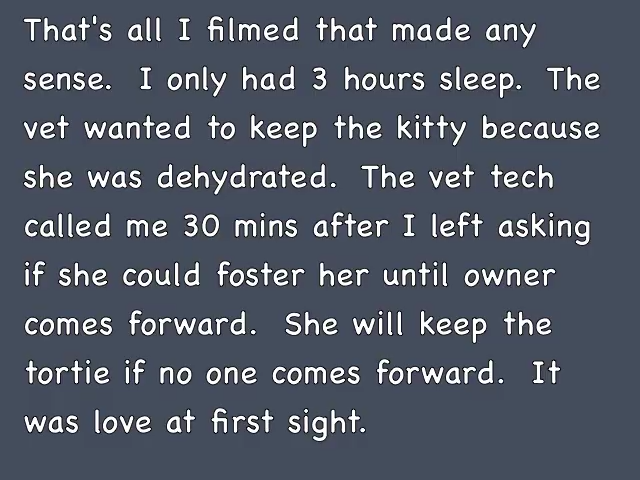 That's all I filmed that made any
sense.  I only had 3 hours sleep.  The
vet wanted to keep the kitty because
she was dehydrated.  The vet tech
called me 30 mins after I left asking
if she could foster her until owner
comes forward.  She will keep the
tortie if no one comes forward.  It
was love at first sight.